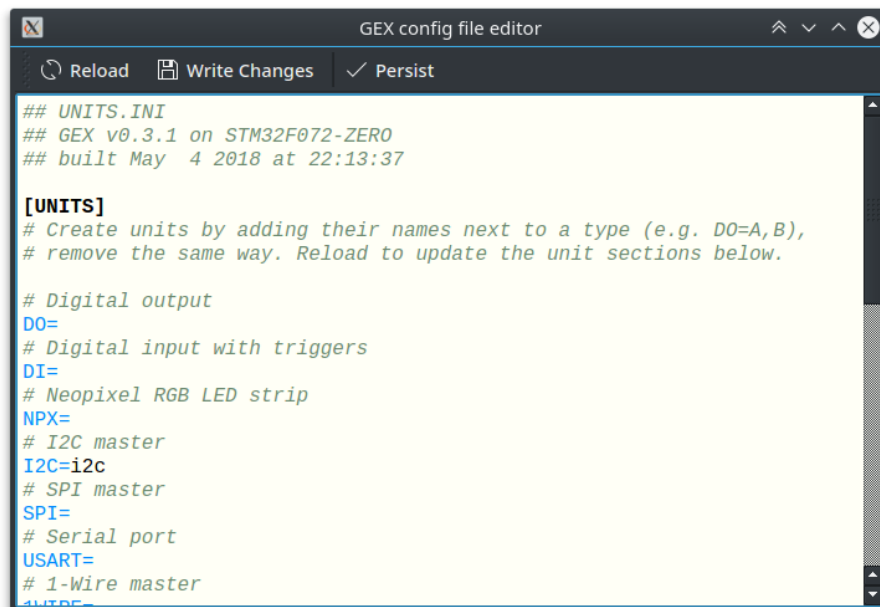 GEX config file editor
Reload Write Changes Persist
## UNITS.INI
## GEX v0.3.1 on STM32F072-ZERO
## built May  4 2018 at 22:13:37
[UNITS]
# Create units by adding their names next to a type (e.g. DO=A,B),
# remove the same way. Reload to update the unit sections below.
# Digital output
DO=
# Digital input with triggers
DI=
# Neopixel RGB LED strip
NPX=
# I2C master
I2C=i2c
# SPI master
SPI=
# Serial port
USART=
# 1-Wire master
1WIRE=